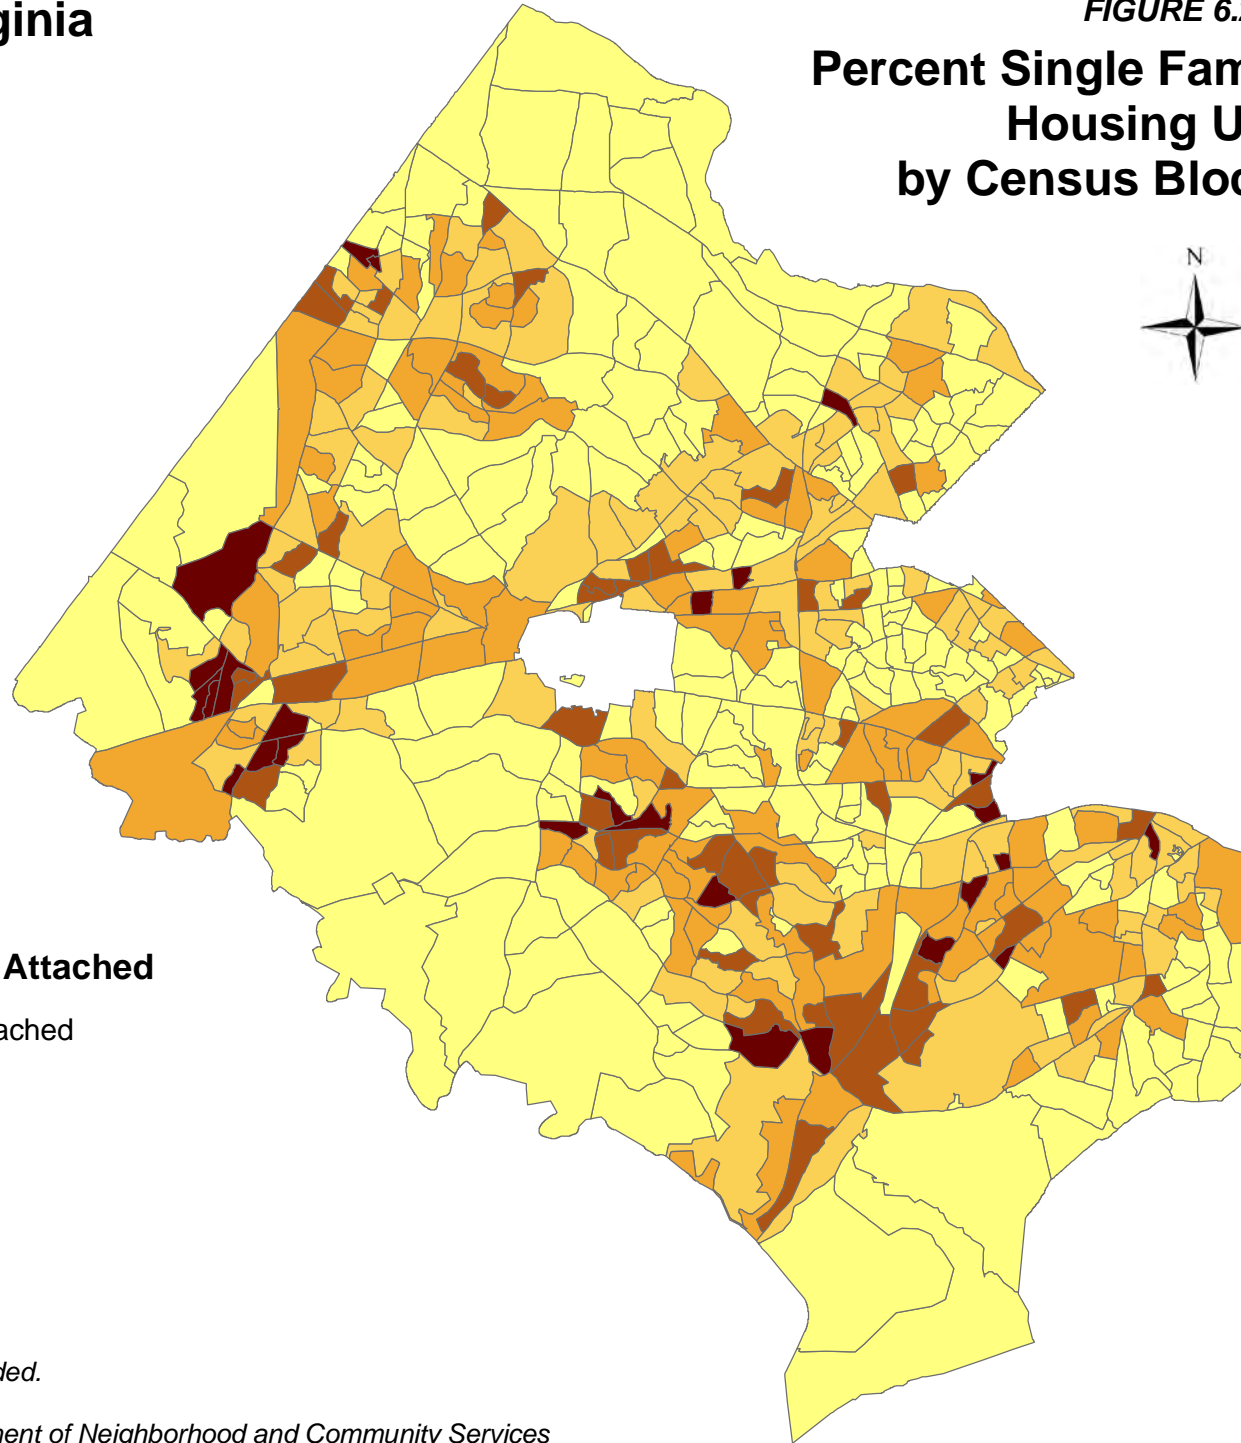 ginia
FIGURE 6.
Percent Single Fam
Housing U
by Census Bloc
N
Attached
ached
ded.
ment of Neighborhood and Community Services